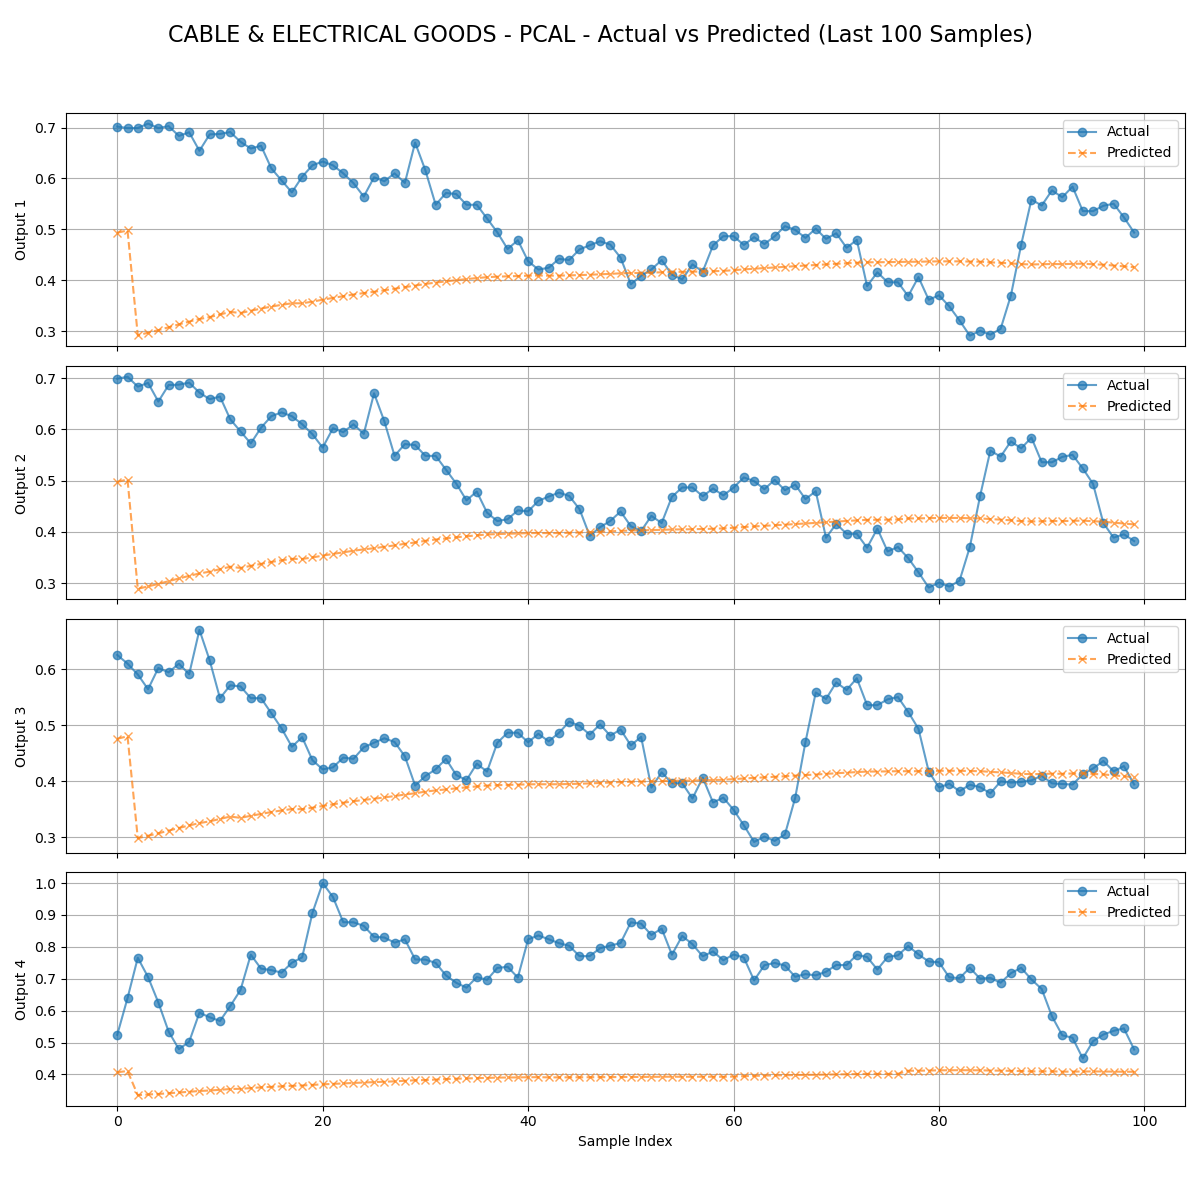 CABLE & ELECTRICAL GOODS - PCAL - Actual vs Predicted (Last 100 Samples)
0.7
0.6
0.5
0.4
0.3
Output 1
Actual
Predicted
0.7
0.6
0.5
0.4
0.3
Output 2
Actual
Predicted
0.6
0.5
0.4
0.3
Output 3
Actual
Predicted
1.0
0.9
0.8
0.7
0.6
0.5
0.4
Output 4
Actual
Predicted
0 20 40 60 80 100
Sample Index